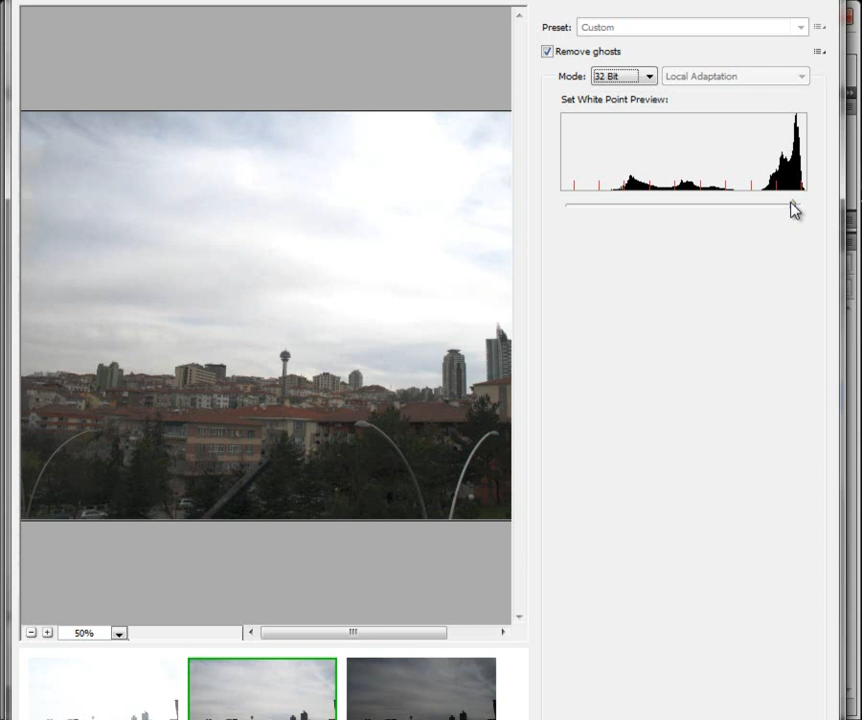 Preset: Custom
Remove ghosts
Mode: 32 Bit Local Adaptation
Set White Point Preview:
50%